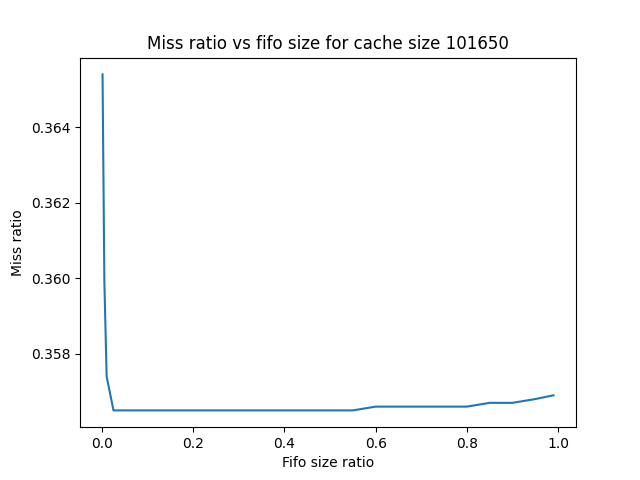 Miss ratio vs fifo size for cache size 101650
0.364
0.362
0.360
0.358
Miss ratio
0.0 0.2 0.4 0.6 0.8 1.0
Fifo size ratio